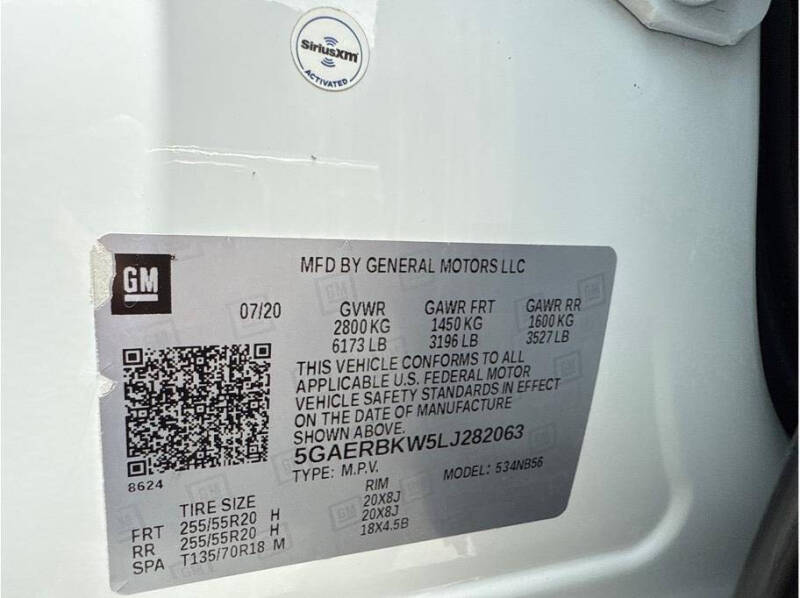 SiriusXM
ACTIVATED
GM
MFD BY GENERAL MOTORS LLC
07/20 GVWR GAWR FRT GAWR RR
2800 KG 1450 KG 1600 KG
6173 LB 3196 LB 3527 LB
THIS VEHICLE CONFORMS TO ALL
APPLICABLE U.S. FEDERAL MOTOR
VEHICLE SAFETY STANDARDS IN EFFECT
ON THE DATE OF MANUFACTURE
SHOWN ABOVE.
5GAERBKW5LJ282063
TYPE: M.P.V. MODEL: 534NB56
8624
TIRE SIZE RIM
FRT 255/55R20 H 20X8J
RR 255/55R20 H 20X8J
SPA T135/70R18 M 18X4.5B